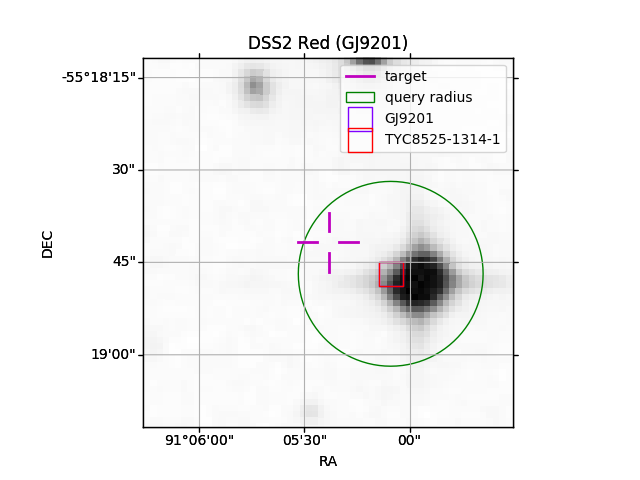 DSS2 Red (GJ9201)
target
query radius
GJ9201
TYC8525-1314-1
-55°18'15"
30"
45"
19'00"
DEC
91°06'00"
05'30"
00"
RA